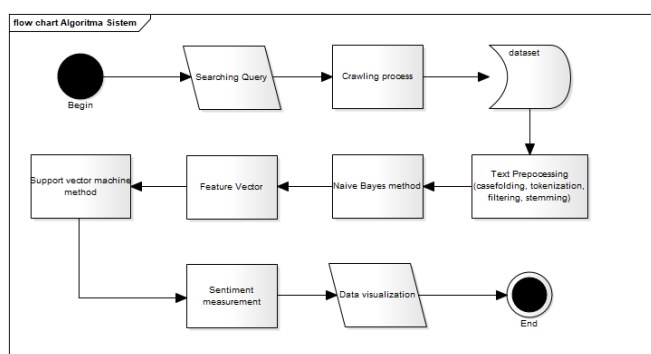 flow chart Algoritma Sistem
Begin
Searching Query
Crawling process
dataset
Text Prepocessing
(casefolding, tokenization,
filtering, stemming)
Naive Bayes method
Feature Vector
Support vector machine
method
Sentiment
measurement
Data visualization
End